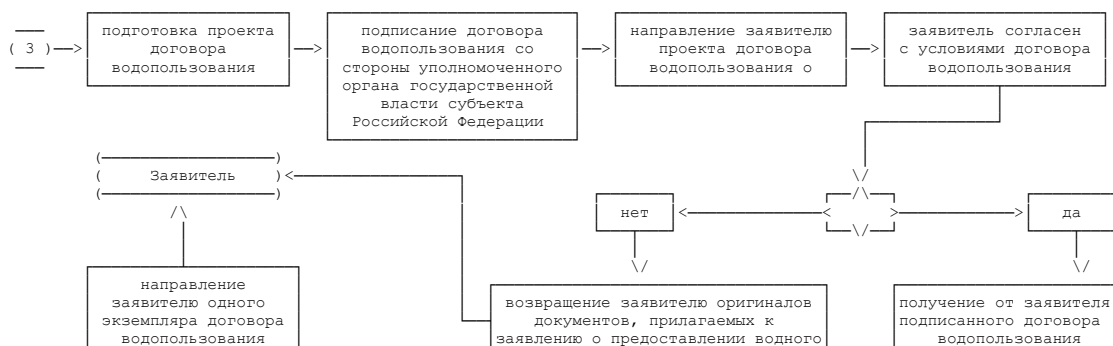 ( 3 )
подготовка проекта
договора
водопользования
подписание договора
водопользования со
стороны уполномоченного
органа государственной
власти субъекта
Российской Федерации
направление заявителю
проекта договора
водопользования о
заявитель согласен
с условиями договора
водопользования
Заявитель
нет
да
направление
заявителю одного
экземпляра договора
водопользования
возвращение заявителю оригиналов
документов, прилагаемых к
заявлению о предоставлении водного
получение от заявителя
подписанного договора
водопользования